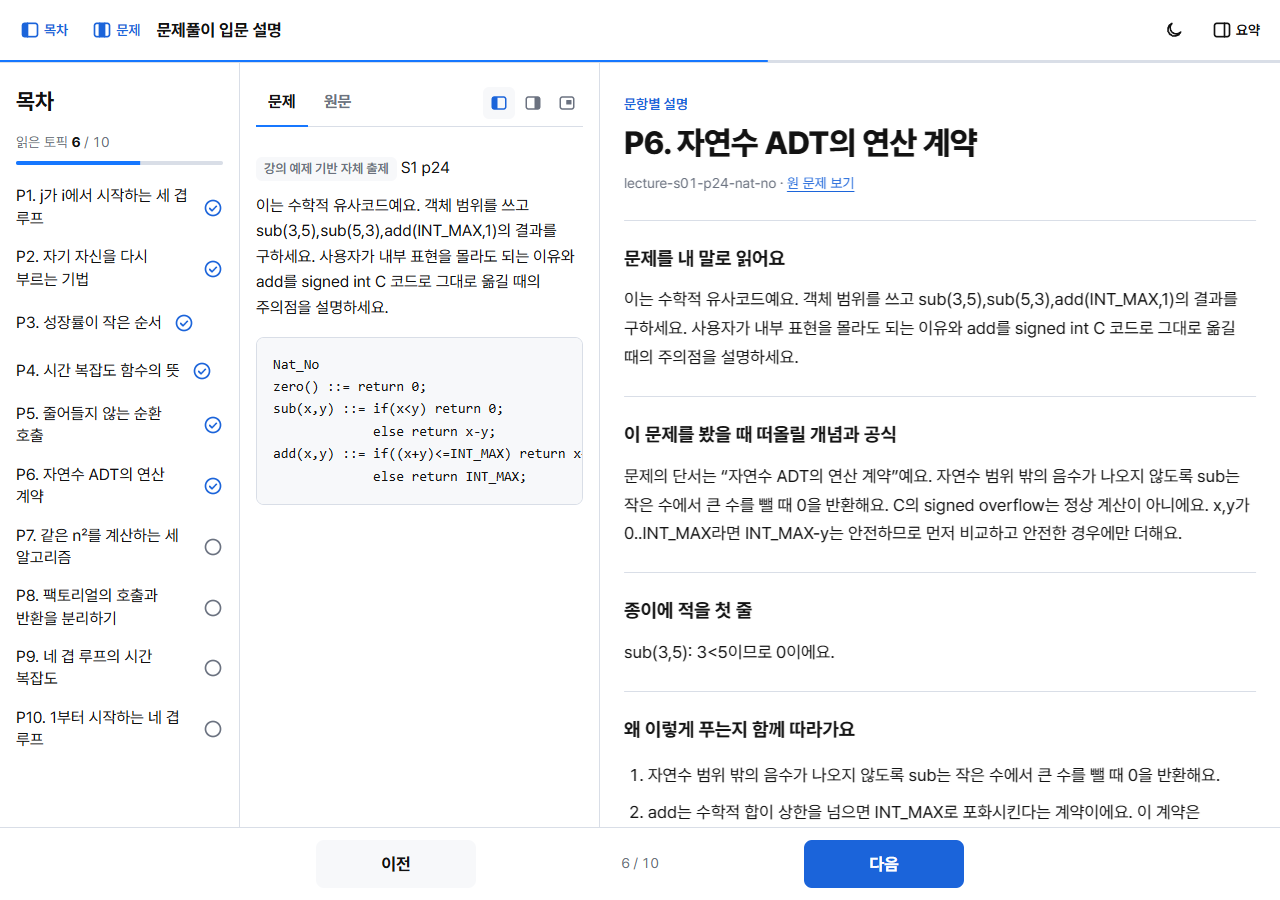 목차
문제
문제풀이 입문 설명
요약
목차
읽은 토픽 6 / 10
P1. j가 i에서 시작하는 세 겹
루프
P2. 자기 자신을 다시
부르는 기법
P3. 성장률이 작은 순서
P4. 시간 복잡도 함수의 뜻
P5. 줄어들지 않는 순환
호출
P6. 자연수 ADT의 연산
계약
P7. 같은 n²를 계산하는 세
알고리즘
P8. 팩토리얼의 호출과
반환을 분리하기
P9. 네 겹 루프의 시간
복잡도
P10. 1부터 시작하는 네 겹
루프
문제
원문
강의 예제 기반 자체 출제 S1 p24
이는 수학적 유사코드예요. 객체 범위를 쓰고
sub(3,5),sub(5,3),add(INT_MAX,1)의 결과를
구하세요. 사용자가 내부 표현을 몰라도 되는 이유와
add를 signed int C 코드로 그대로 옮길 때의
주의점을 설명하세요.
Nat_No
zero() ::= return 0;
sub(x,y) ::= if(x<y) return 0;
else return x-y;
add(x,y) ::= if((x+y)<=INT_MAX) return x
else return INT_MAX;
문항별 설명
P6. 자연수 ADT의 연산 계약
lecture-s01-p24-nat-no · 원 문제 보기
문제를 내 말로 읽어요
이는 수학적 유사코드예요. 객체 범위를 쓰고 sub(3,5),sub(5,3),add(INT_MAX,1)의 결과를
구하세요. 사용자가 내부 표현을 몰라도 되는 이유와 add를 signed int C 코드로 그대로 옮길
때의 주의점을 설명하세요.
이 문제를 봤을 때 떠올릴 개념과 공식
문제의 단서는 “자연수 ADT의 연산 계약”예요. 자연수 범위 밖의 음수가 나오지 않도록 sub는
작은 수에서 큰 수를 뺄 때 0을 반환해요. C의 signed overflow는 정상 계산이 아니에요. x,y가
0..INT_MAX라면 INT_MAX-y는 안전하므로 먼저 비교하고 안전한 경우에만 더해요.
종이에 적을 첫 줄
sub(3,5): 3<5이므로 0이에요.
왜 이렇게 푸는지 함께 따라가요
1. 자연수 범위 밖의 음수가 나오지 않도록 sub는 작은 수에서 큰 수를 뺄 때 0을 반환해요.
2. add는 수학적 합이 상한을 넘으면 INT_MAX로 포화시킨다는 계약이에요. 이 계약은
이전
6 / 10
다음